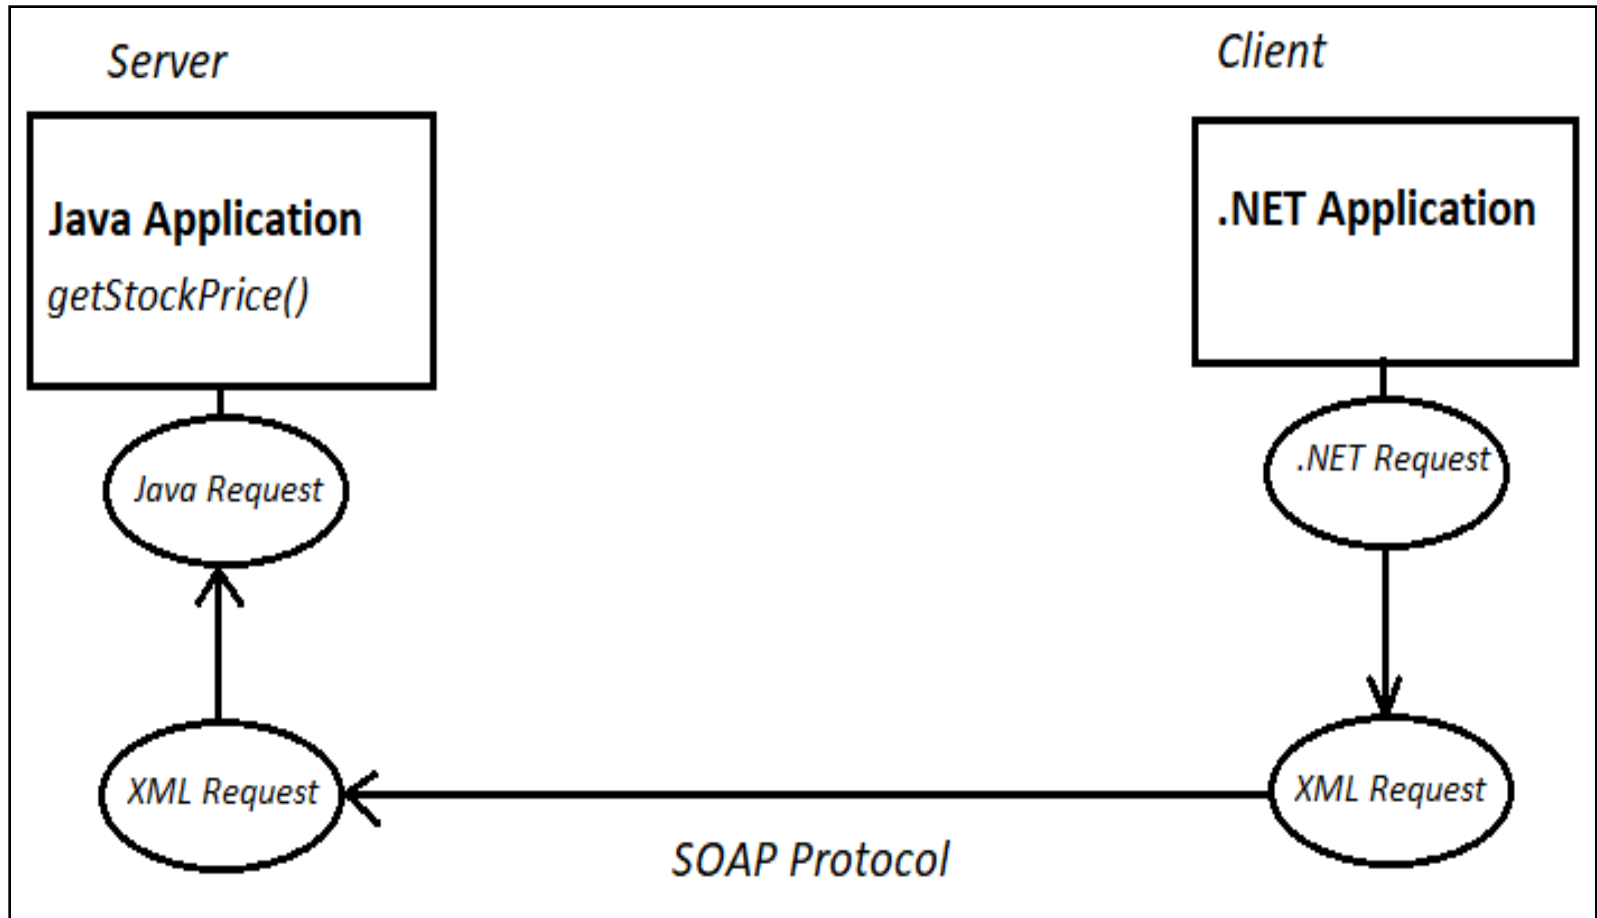 Server
Client
Java Application
getStockPrice()
.NET Application
Java Request
.NET Request
XML Request
XML Request
SOAP Protocol